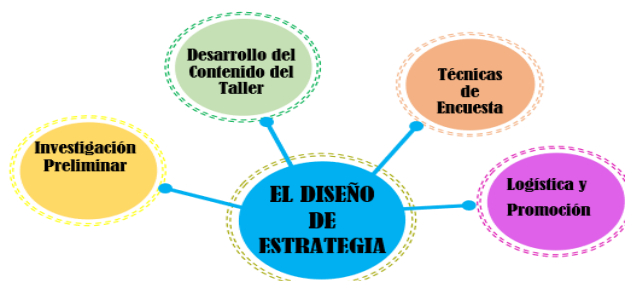 Desarrollo del
Contenido del
Taller
Técnicas
de
Encuesta
Investigación
Preliminar
Logística y
Promoción
EL DISEÑO
DE
ESTRATEGIA